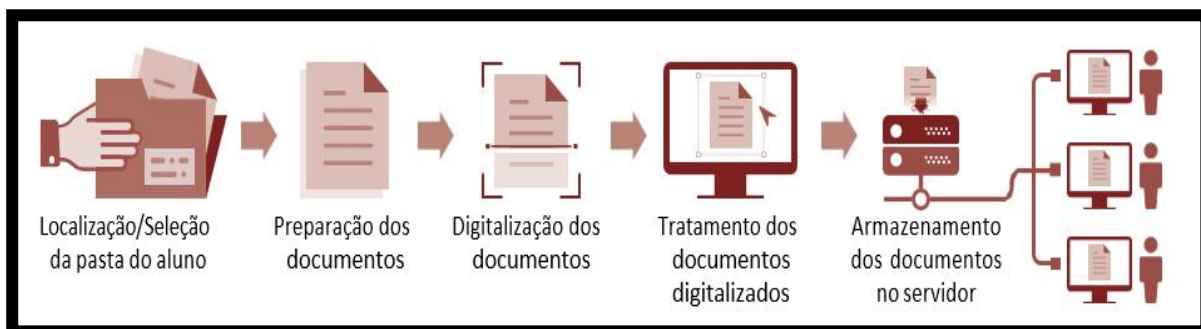 Localização/Seleção
da pasta do aluno
Preparação dos
documentos
Digitalização dos
documentos
Tratamento dos
documentos
digitalizados
Armazenamento
dos documentos
no servidor